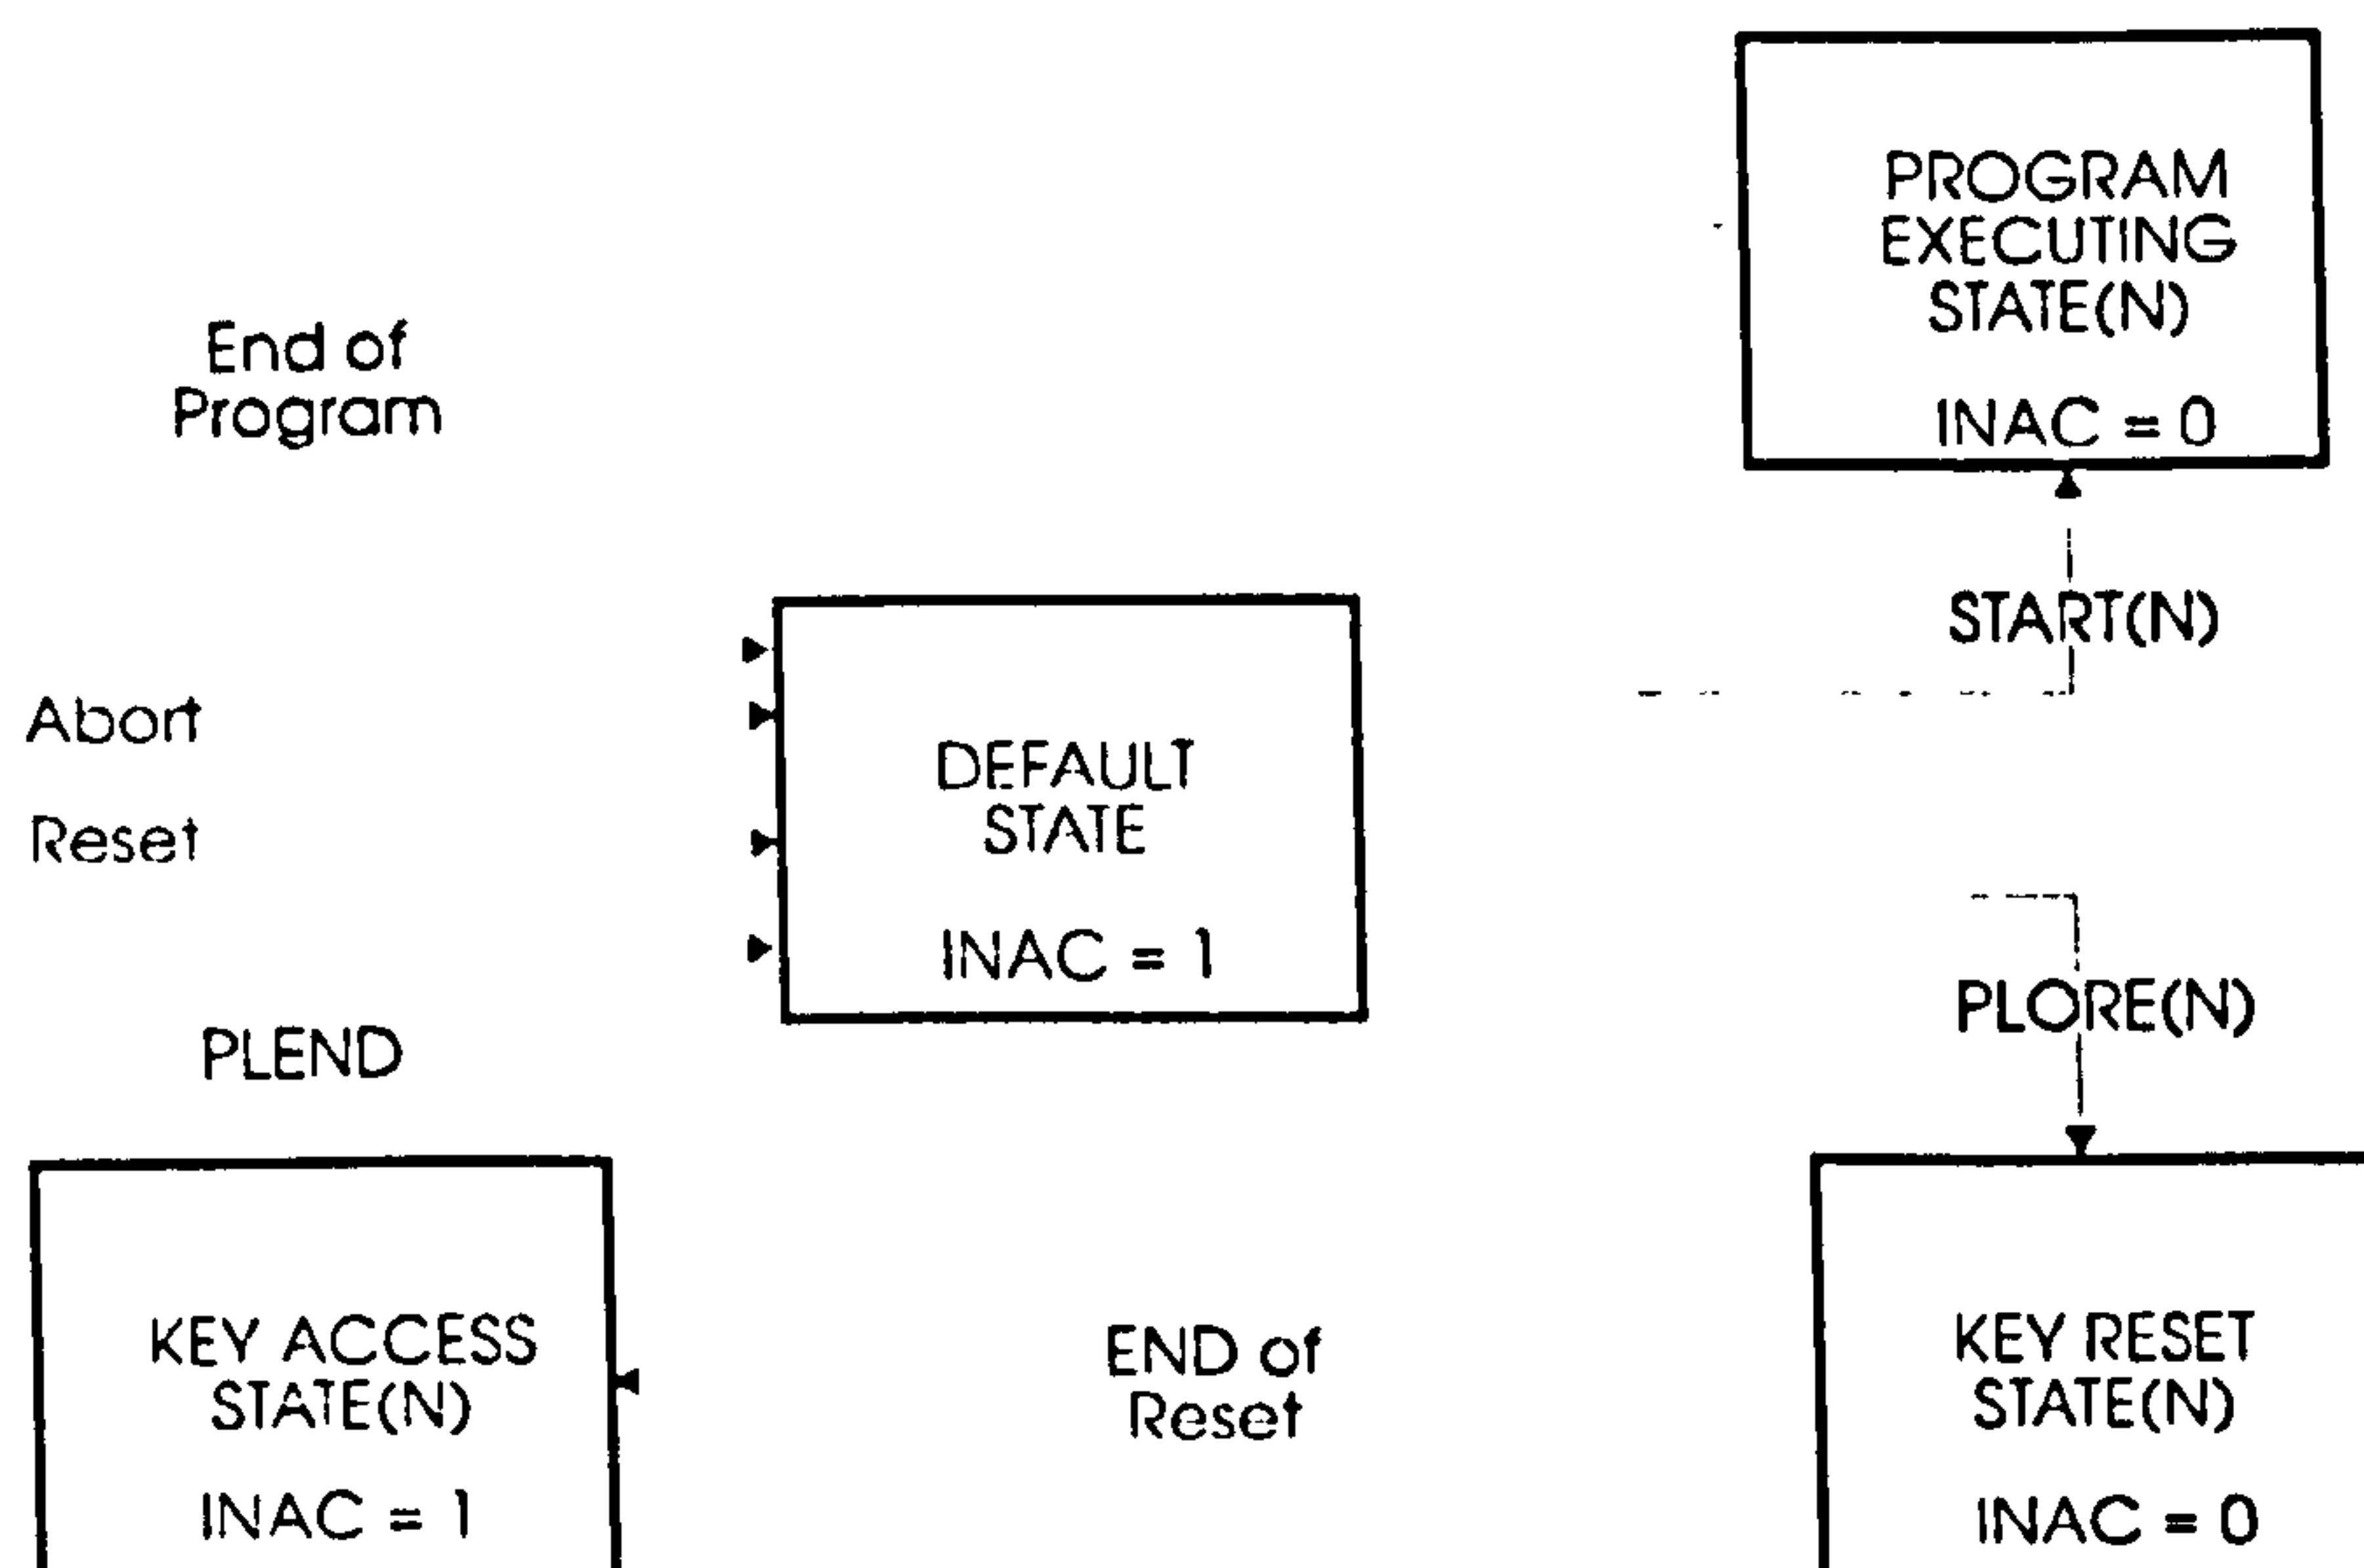 PROGRAM
EXECUTING
STATE(N)
INAC = 0
End of
Program
START(N)
Abort
Reset
DEFAULT
STATE
INAC = 1
PLORE(N)
PLEND
KEY ACCESS
STATE(N)
INAC = 1
END of
Reset
KEY RESET
STATE(N)
INAC = 0